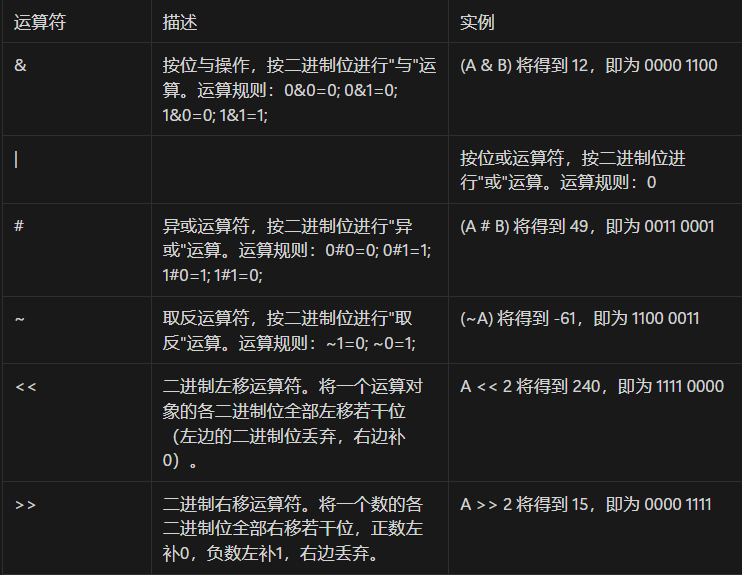 运算符 描述 实例
& 按位与操作，按二进制位进行"与"运 (A & B) 将得到 12，即为 0000 1100
算。运算规则：0&0=0; 0&1=0;
1&0=0; 1&1=1;
| 按位或运算符，按二进制位进
行"或"运算。运算规则：0
# 异或运算符，按二进制位进行"异 (A # B) 将得到 49，即为 0011 0001
或"运算。运算规则：0#0=0; 0#1=1;
1#0=1; 1#1=0;
~ 取反运算符，按二进制位进行"取 (~A) 将得到 -61，即为 1100 0011
反"运算。运算规则：~1=0; ~0=1;
<< 二进制左移运算符。将一个运算对 A << 2 将得到 240，即为 1111 0000
象的各二进制位全部左移若干位
（左边的二进制位丢弃，右边补
0）。
>> 二进制右移运算符。将一个数的各 A >> 2 将得到 15，即为 0000 1111
二进制位全部右移若干位，正数左
补0，负数左补1，右边丢弃。